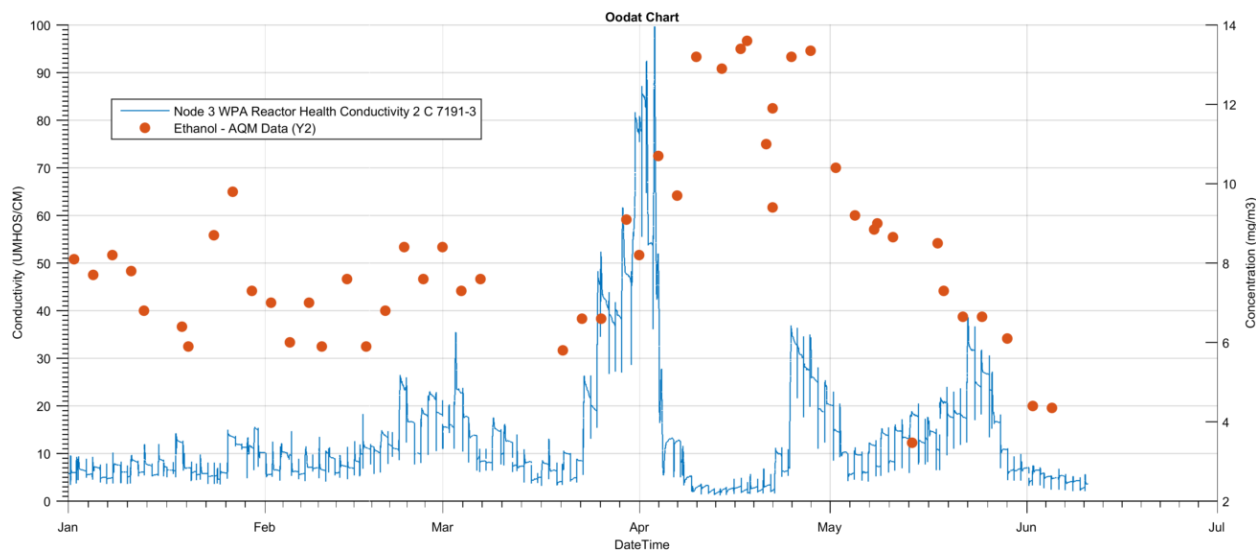 Oodat Chart
100
90
80
70
60
50
40
30
20
10
0
Conductivity (UMHOS/CM)
Node 3 WPA Reactor Health Conductivity 2 C 7191-3
Ethanol - AQM Data (Y2)
14
12
10
8
6
4
2
Concentration (mg/m3)
Jan Feb Mar Apr May Jun Jul
DateTime